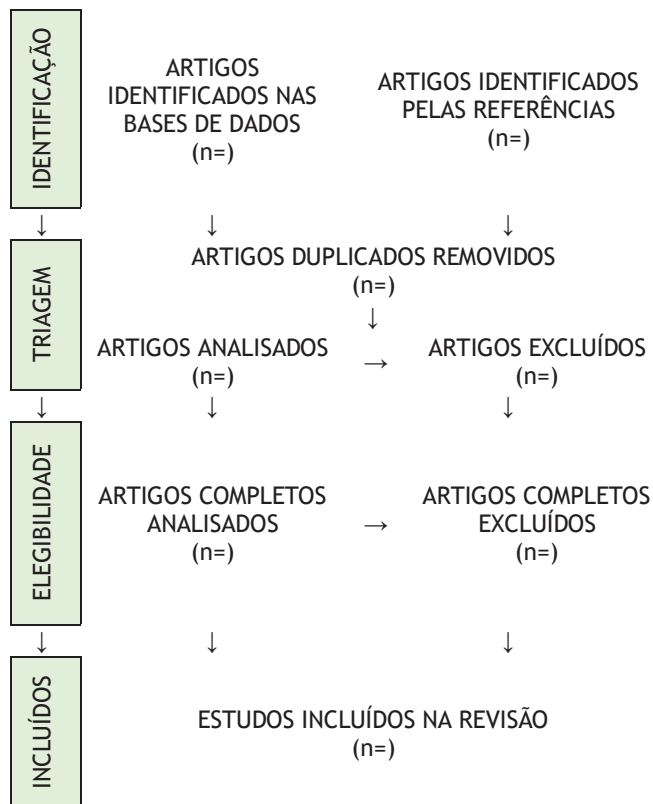 IDENTIFICAÇÃO
ARTIGOS
IDENTIFICADOS NAS
BASES DE DADOS
(n=)
ARTIGOS IDENTIFICADOS
PELAS REFERÊNCIAS
(n=)
↓ ↓ ↓
TRIAGEM
ARTIGOS DUPLICADOS REMOVIDOS
(n=)
↓
ARTIGOS ANALISADOS
(n=)
→
ARTIGOS EXCLUÍDOS
(n=)
↓ ↓ ↓
ELEGIBILIDADE
ARTIGOS COMPLETOS
ANALISADOS
(n=)
→
ARTIGOS COMPLETOS
EXCLUÍDOS
(n=)
↓ ↓ ↓
INCLUÍDOS
ESTUDOS INCLUÍDOS NA REVISÃO
(n=)